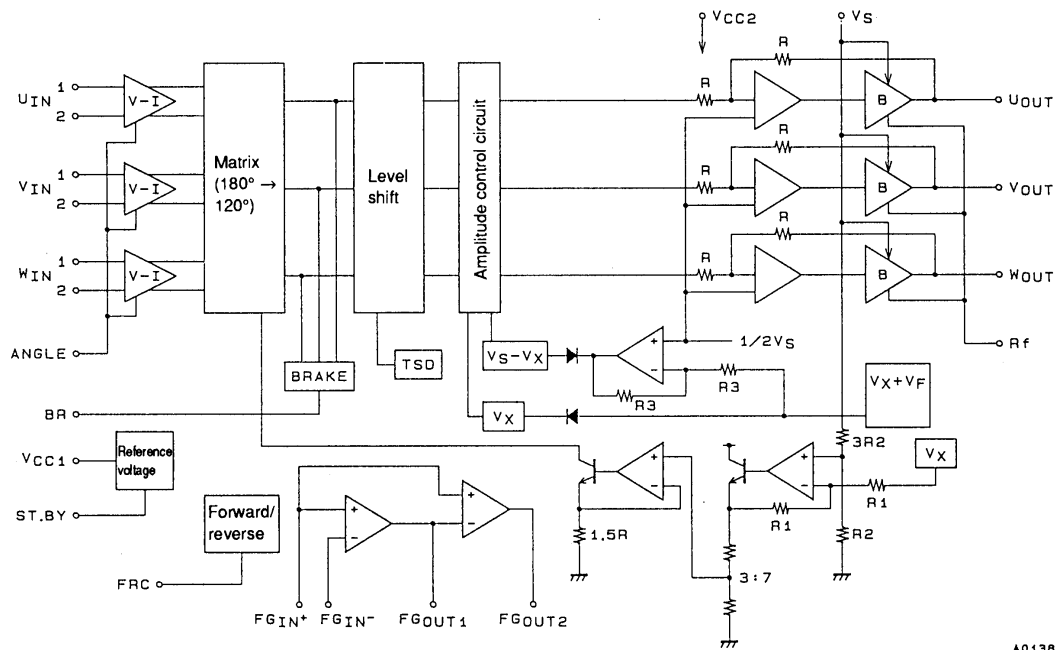 VCC2
VS
R
R
UIN
1
2
V-I
B
UOUT
R
R
VIN
1
2
V-I
Matrix
(180° →
120°)
Level
shift
Amplitude control circuit
B
VOUT
R
R
WIN
1
2
V-I
B
WOUT
ANGLE
BRAKE
TSD
VS-VX
+
-
1/2VS
Rf
R3
R3
VX+VF
BR
VX
3R2
VCC1
Reference
voltage
VX
+
-
+
-
R1
R1
R2
ST.BY
Forward/
reverse
+
-
+
-
1.5R
3:7
FRC
FGIN+
FGIN-
FGOUT1
FGOUT2
A0138